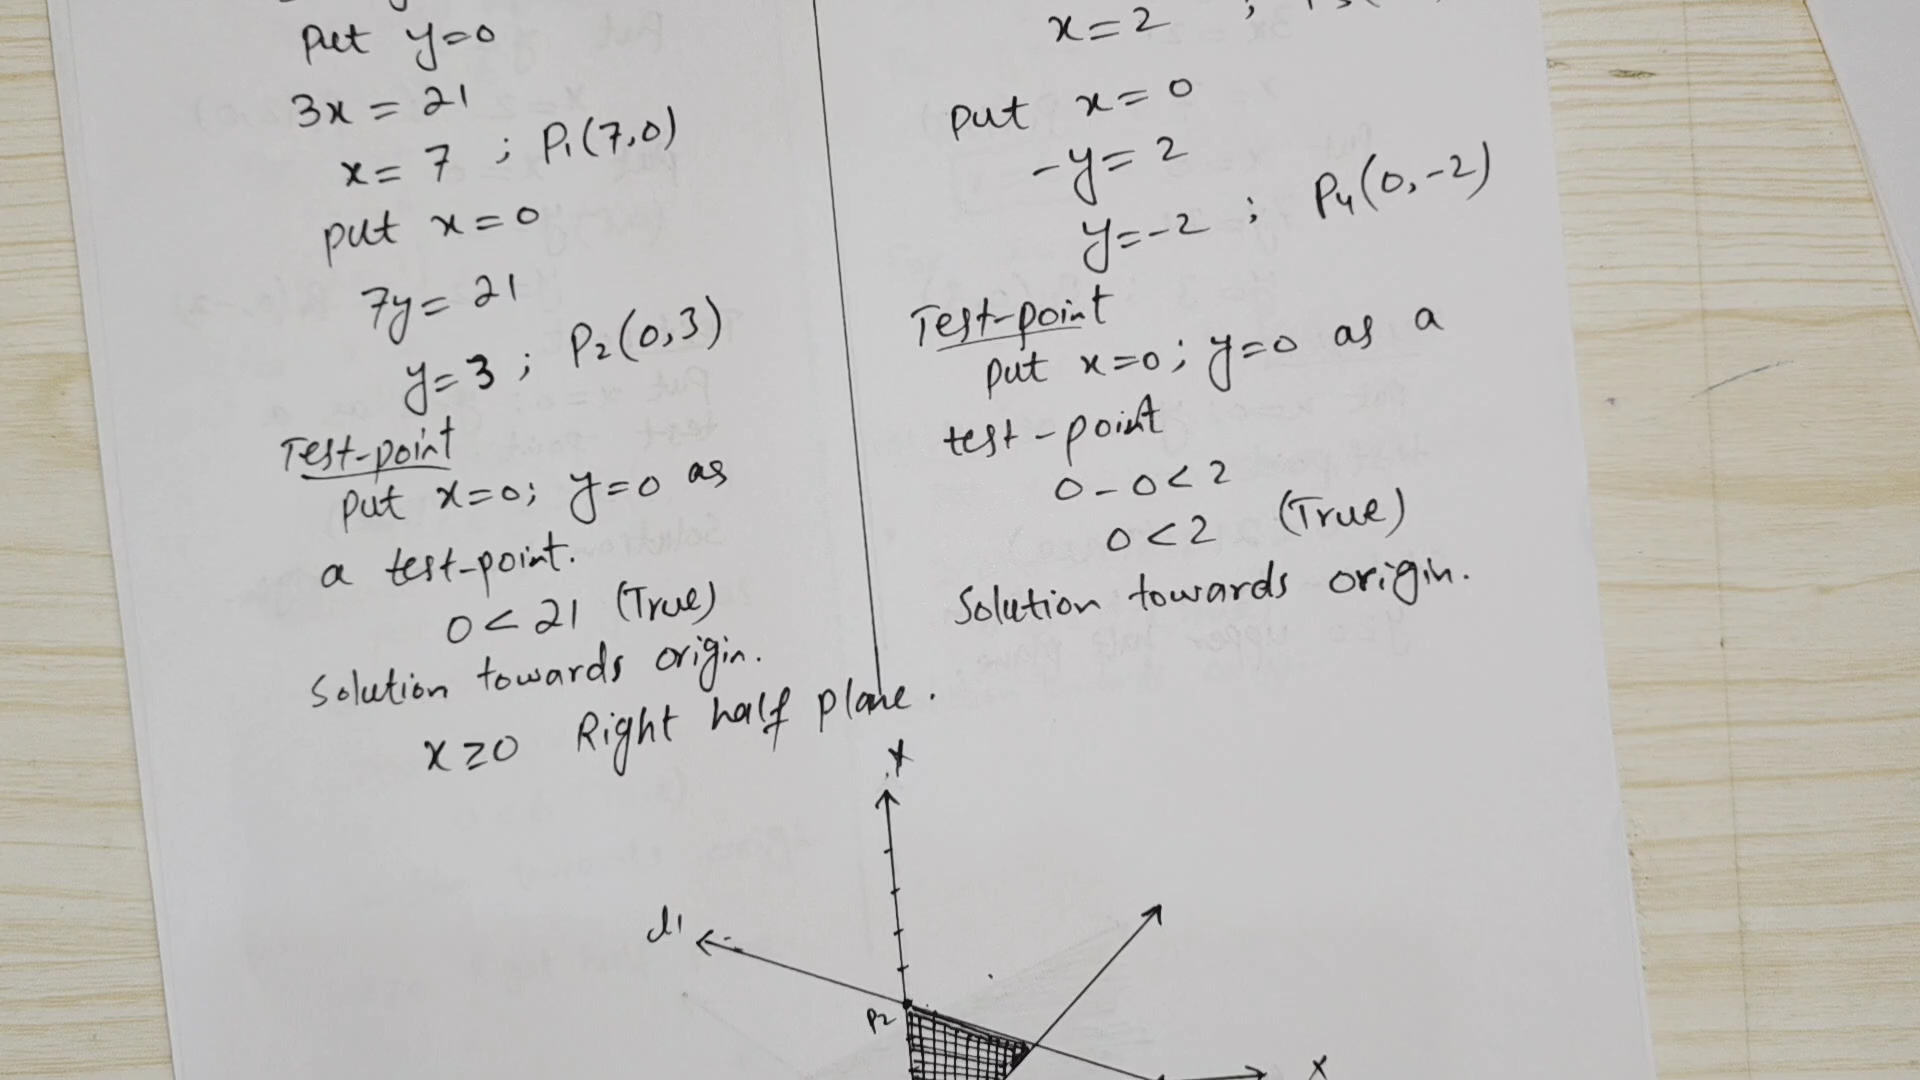 Put y=0
3x = 21
x= 7 ; P₁(7,0)
put x=0
7y= 21
y=3 ; P₂(0,3)
Test-point
put x=0; y=0 as
a test-point.
0<21 (True)
Solution towards origin.
x≥0 Right half plane.
x=2 ;
put x=0
-y=2
y=-2 ; P₄(0,-2)
Test-point
put x=0; y=0 as a
test-point
0-0<2
0<2 (True)
Solution towards origin.
l₁
P₂
X